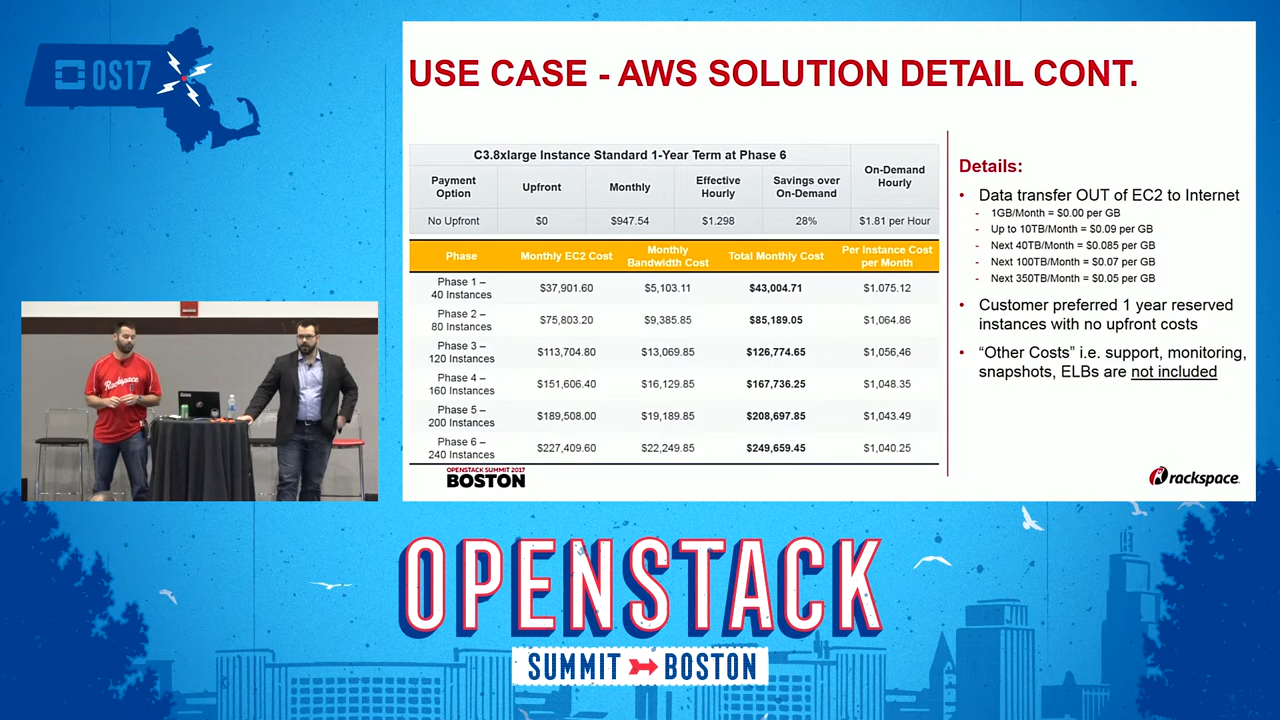 OS17
USE CASE - AWS SOLUTION DETAIL CONT.
C3.8xlarge Instance Standard 1-Year Term at Phase 6
Payment Option
Upfront
Monthly
Effective Hourly
Savings over On-Demand
On-Demand Hourly
No Upfront
$0
$947.54
$1.298
28%
$1.81 per Hour
Phase
Monthly EC2 Cost
Monthly Bandwidth Cost
Total Monthly Cost
Per Instance Cost per Month
Phase 1 – 40 Instances
$37,901.60
$5,103.11
$43,004.71
$1.075.12
Phase 2 – 80 Instances
$75,803.20
$9,385.85
$85,189.05
$1,064.86
Phase 3 – 120 Instances
$113,704.80
$13,069.85
$126,774.65
$1,056,46
Phase 4 – 160 Instances
$151,606.40
$16,129.85
$167,736.25
$1,048.35
Phase 5 – 200 Instances
$189,508.00
$19,189.85
$208,697.85
$1,043.49
Phase 6 – 240 Instances
$227,409.60
$22,249.85
$249,659.45
$1,040.25
Details:
• Data transfer OUT of EC2 to Internet
- 1GB/Month = $0.00 per GB
- Up to 10TB/Month = $0.09 per GB
- Next 40TB/Month = $0.085 per GB
- Next 100TB/Month = $0.07 per GB
- Next 350TB/Month = $0.05 per GB
• Customer preferred 1 year reserved
instances with no upfront costs
• “Other Costs” i.e. support, monitoring,
snapshots, ELBs are not included
OPENSTACK SUMMIT 2017
BOSTON
rackspace.
Rackspace
OPENSTACK
SUMMIT BOSTON